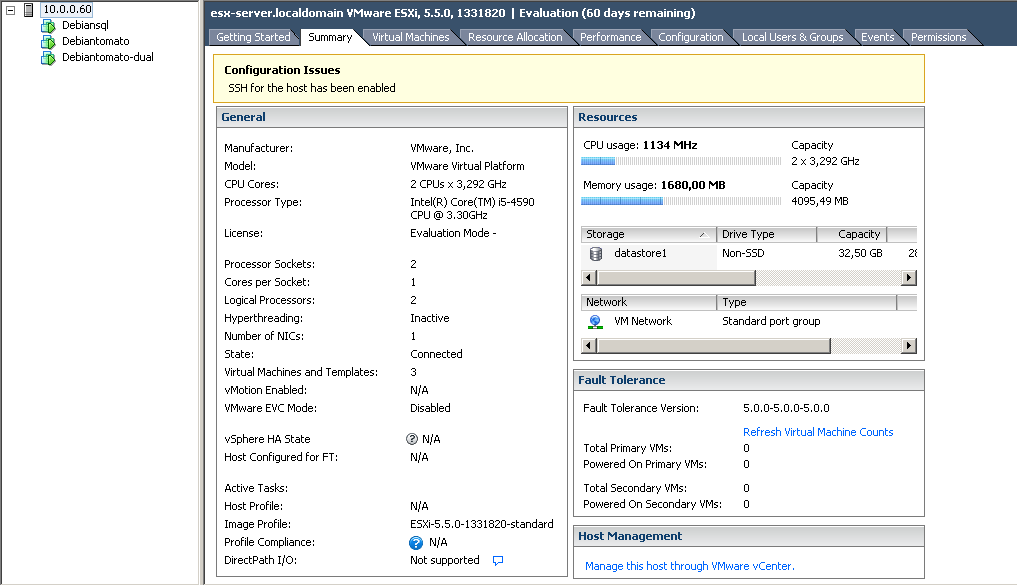 10.0.0.60
Debiansql
Debiantomato
Debiantomato-dual
esx-server.localdomain VMware ESXi, 5.5.0, 1331820 | Evaluation (60 days remaining)
Getting Started Summary Virtual Machines Resource Allocation Performance Configuration Local Users & Groups Events Permissions
Configuration Issues
SSH for the host has been enabled
General
Manufacturer: VMware, Inc.
Model: VMware Virtual Platform
CPU Cores: 2 CPUs x 3,292 GHz
Processor Type: Intel(R) Core(TM) i5-4590
CPU @ 3.30GHz
License: Evaluation Mode -
Processor Sockets: 2
Cores per Socket: 1
Logical Processors: 2
Hyperthreading: Inactive
Number of NICs: 1
State: Connected
Virtual Machines and Templates: 3
vMotion Enabled: N/A
VMware EVC Mode: Disabled
vSphere HA State N/A
Host Configured for FT: N/A
Active Tasks:
Host Profile: N/A
Image Profile: ESXi-5.5.0-1331820-standard
Profile Compliance: N/A
DirectPath I/O: Not supported
Resources
CPU usage: 1134 MHz Capacity
2 x 3,292 GHz
Memory usage: 1680,00 MB Capacity
4095,49 MB
Storage Drive Type Capacity
datastore1 Non-SSD 32,50 GB
Network Type
VM Network Standard port group
Fault Tolerance
Fault Tolerance Version: 5.0.0-5.0.0-5.0.0
Refresh Virtual Machine Counts
Total Primary VMs: 0
Powered On Primary VMs: 0
Total Secondary VMs: 0
Powered On Secondary VMs: 0
Host Management
Manage this host through VMware vCenter.